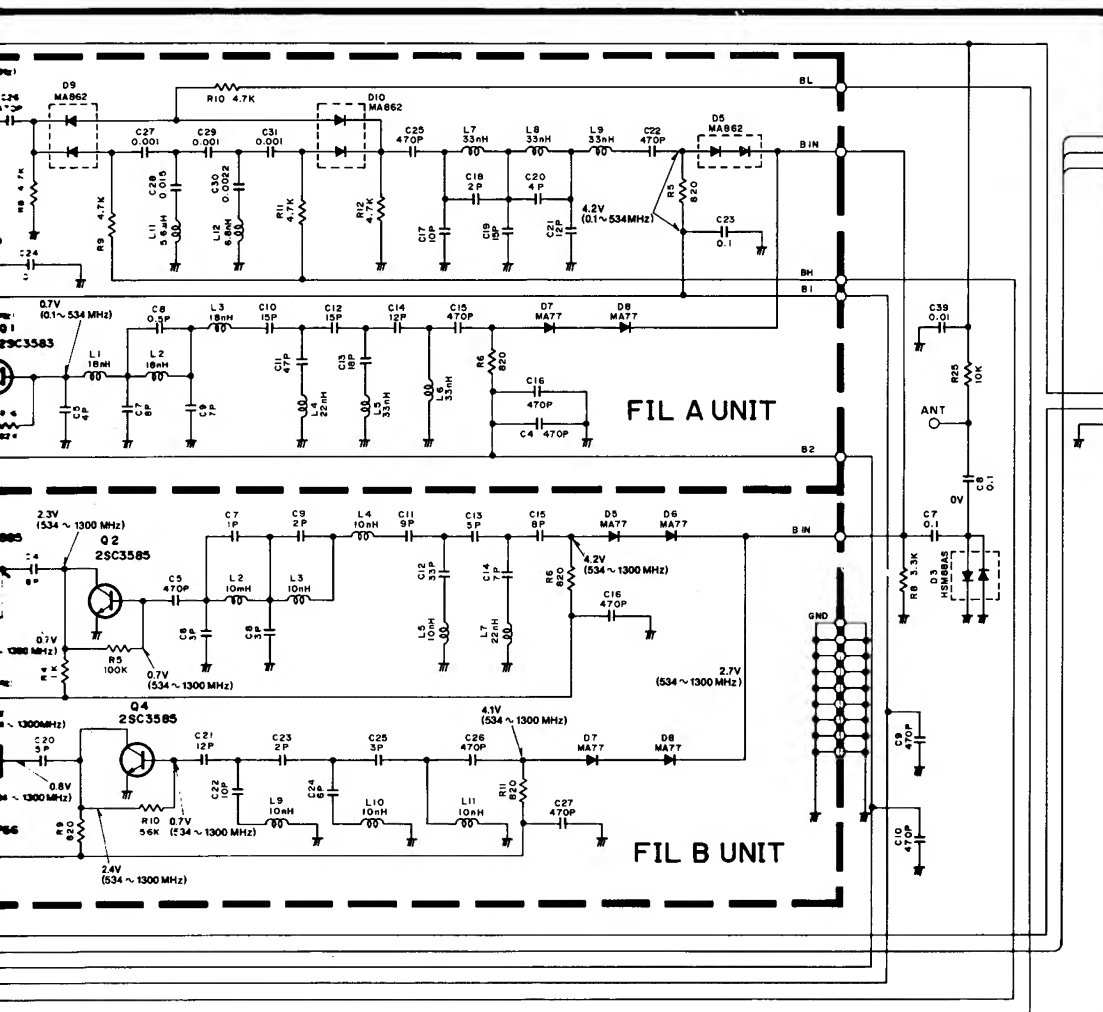 D9
MA862
R10 4.7K
D10
MA862
BL
C25
470P
L7
33nH
L8
33nH
L9
33nH
C22
470P
D5
MA862
B IN
C27
0.001
C29
0.001
C31
0.001
C28
0.015
C30
0.0022
C18
2P
C20
4P
R8 4.7K
R9
4.7K
L11
5.6uH
L12
6.8nH
R11
4.7K
R12
4.7K
C17
10P
C19
15P
C21
12P
4.2V
(0.1~534MHz)
R5
820
C23
0.1
BH
B1
0.7V
(0.1~534 MHz)
Q1
2SC3583
C8
0.5P
L3
18nH
C10
15P
C12
15P
C14
12P
C15
470P
D7
MA77
D8
MA77
L1
18nH
L2
18nH
C11
47P
C13
18P
R6
820
C5
4P
C7
8P
C9
7P
L4
22nH
L5
33nH
L6
33nH
C16
470P
C4 470P
FIL A UNIT
B2
C39
0.01
R25
10K
ANT
C8
0.1
0V
2.3V
(534 ~ 1300 MHz)
Q2
2SC3585
C7
1P
C9
2P
L4
10nH
C11
9P
C13
5P
C15
8P
D5
MA77
D6
MA77
B IN
C7
0.1
C4
C5
470P
L2
10mH
L3
10nH
C12
33P
C14
7P
4.2V
(534 ~ 1300 MHz)
R6
820
C16
470P
R8 3.3K
D3
HSM88AS
C6
3P
C8
3P
L5
10nH
L7
22nH
GND
0.7V
R4
1K
R5
100K
0.7V
(534 ~ 1300 MHz)
2.7V
(534 ~ 1300 MHz)
Q4
2SC3585
4.1V
(534 ~ 1300 MHz)
C20
5P
C21
12P
C23
2P
C25
3P
C26
470P
D7
MA77
D8
MA77
C9
470P
0.8V
C22
10P
C24
6P
R11
820
L9
10nH
L10
10nH
L11
10nH
C27
470P
R9
820
R10
56K
0.7V
(534 ~ 1300 MHz)
2.4V
(534 ~ 1300 MHz)
FIL B UNIT
C10
470P